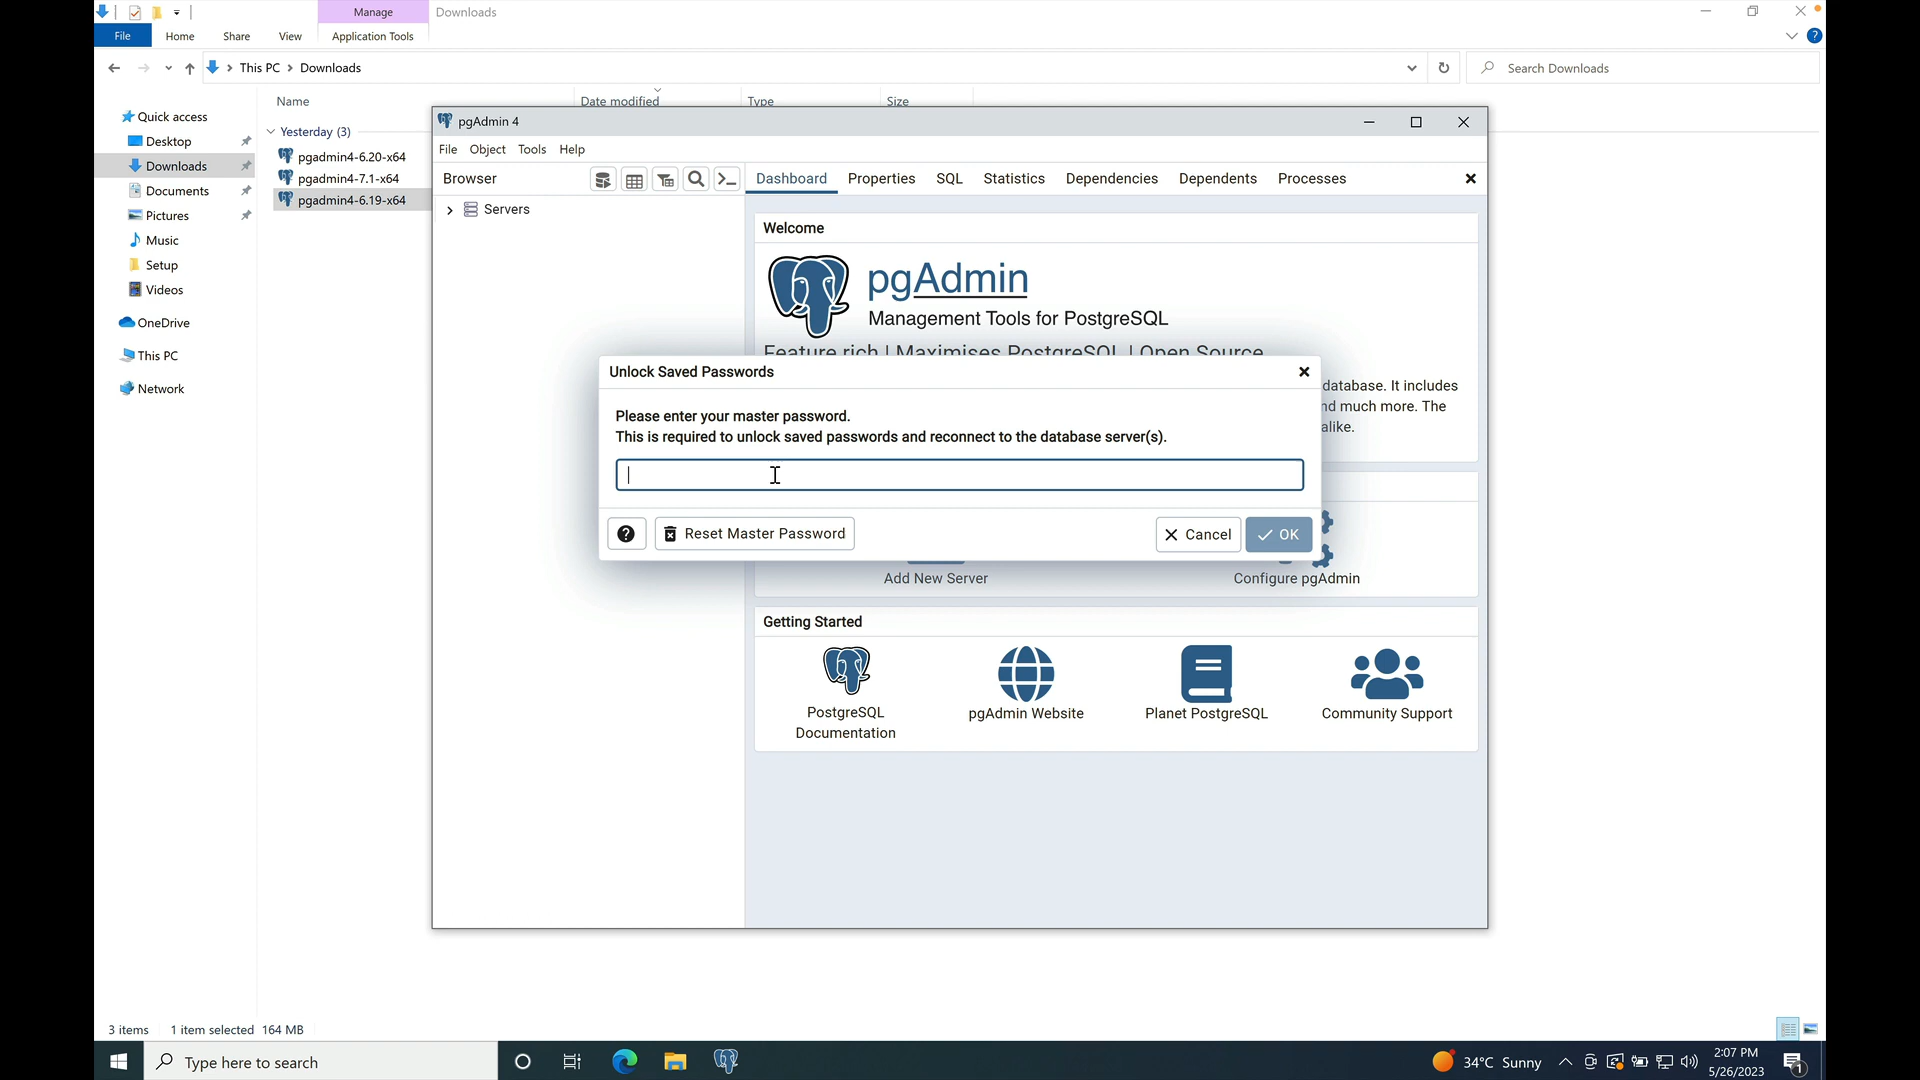 Manage
Downloads
File
Home
Share
View
Application Tools
This PC
Downloads
Search Downloads
Name
Date modified
Type
Size
Quick access
Desktop
Downloads
Documents
Pictures
Music
Setup
Videos
OneDrive
This PC
Network
Yesterday (3)
pgadmin4-6.20-x64
pgadmin4-7.1-x64
pgadmin4-6.19-x64
pgAdmin 4
File
Object
Tools
Help
Browser
Servers
Dashboard
Properties
SQL
Statistics
Dependencies
Dependents
Processes
Welcome
pgAdmin
Management Tools for PostgreSQL
Feature rich | Maximises PostgreSQL | Open Source
database. It includes
nd much more. The
alike.
Unlock Saved Passwords
Please enter your master password.
This is required to unlock saved passwords and reconnect to the database server(s).
?
Reset Master Password
Cancel
OK
Add New Server
Configure pgAdmin
Getting Started
PostgreSQL
Documentation
pgAdmin Website
Planet PostgreSQL
Community Support
3 items
1 item selected 164 MB
Type here to search
34°C Sunny
2:07 PM
5/26/2023
1